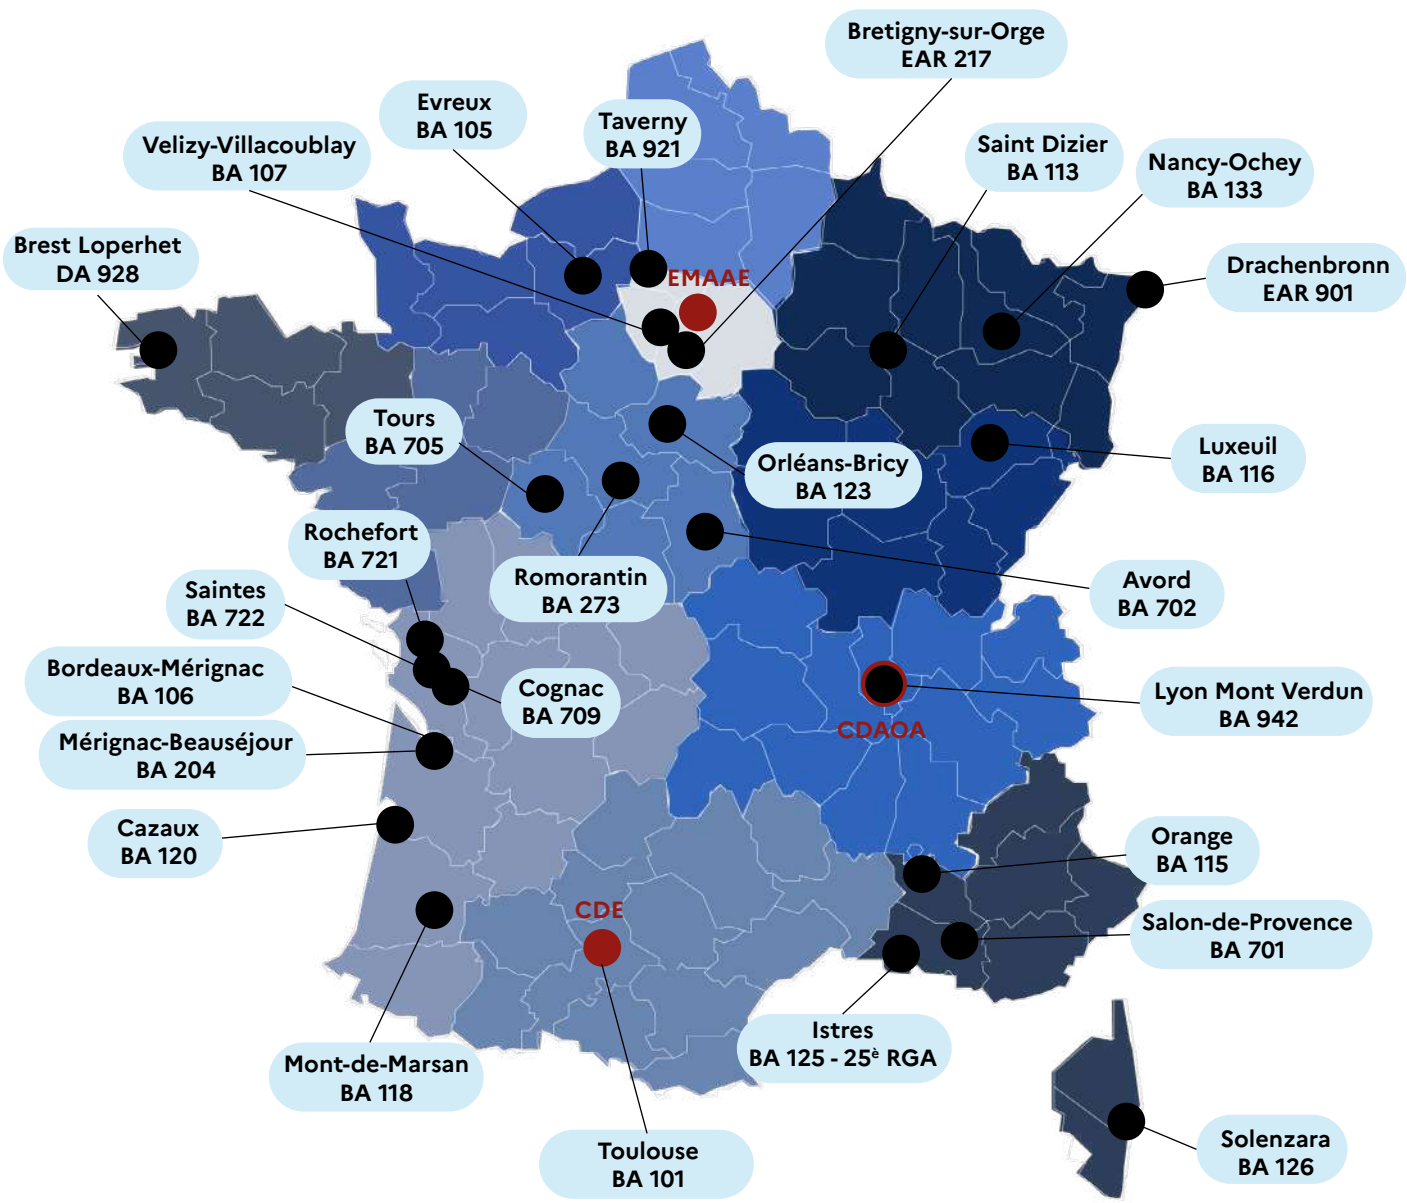 Bretigny-sur-Orge
EAR 217
Evreux
BA 105
Taverny
BA 921
Velizy-Villacoublay
BA 107
Saint Dizier
BA 113
Nancy-Ochey
BA 133
Brest Loperhet
DA 928
Drachenbronn
EAR 901
EMAAE
Tours
BA 705
Orléans-Bricy
BA 123
Luxeuil
BA 116
Rochefort
BA 721
Romorantin
BA 273
Avord
BA 702
Saintes
BA 722
Bordeaux-Mérignac
BA 106
Cognac
BA 709
Lyon Mont Verdun
BA 942
CDAOA
Mérignac-Beauséjour
BA 204
Cazaux
BA 120
Orange
BA 115
CDE
Salon-de-Provence
BA 701
Istres
BA 125 - 25è RGA
Mont-de-Marsan
BA 118
Toulouse
BA 101
Solenzara
BA 126